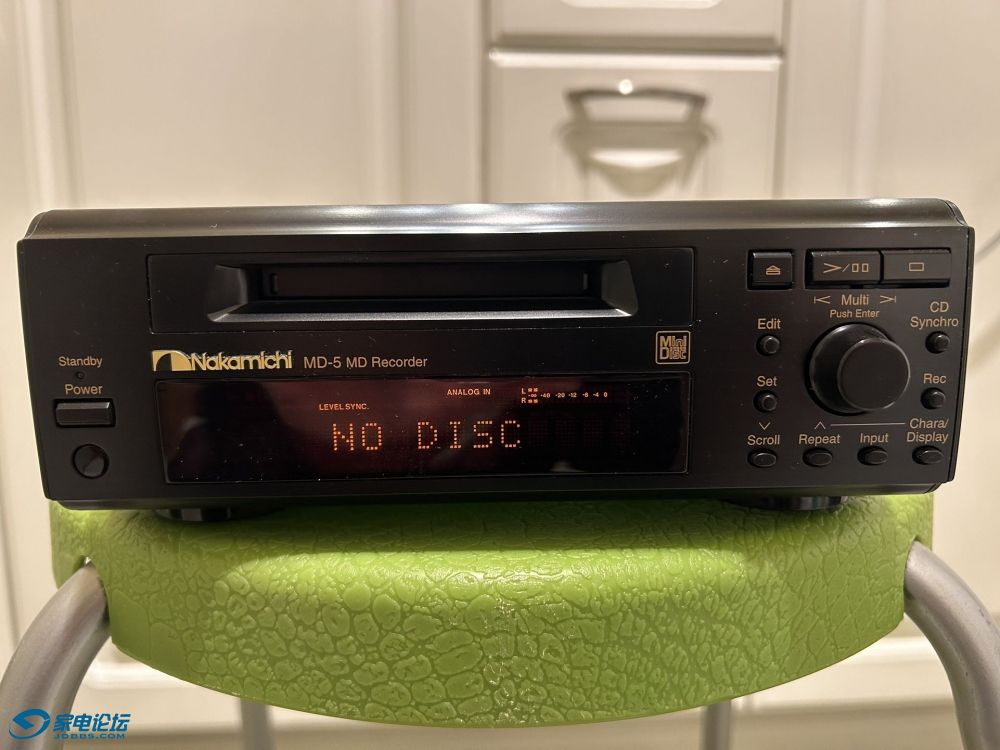 CD
Multi
Push Enter
Synchro
Edit
Mini
DISC
Nakamichi MD-5 MD Recorder
Standby
Power
Set
Rec
ANALOG IN
L
-∞ -40 -20 -12 -8 -4 0
R
LEVEL SYNC.
NO DISC
Scroll
Repeat
Input
Chara/
Display
家电论坛
JDBBS.COM